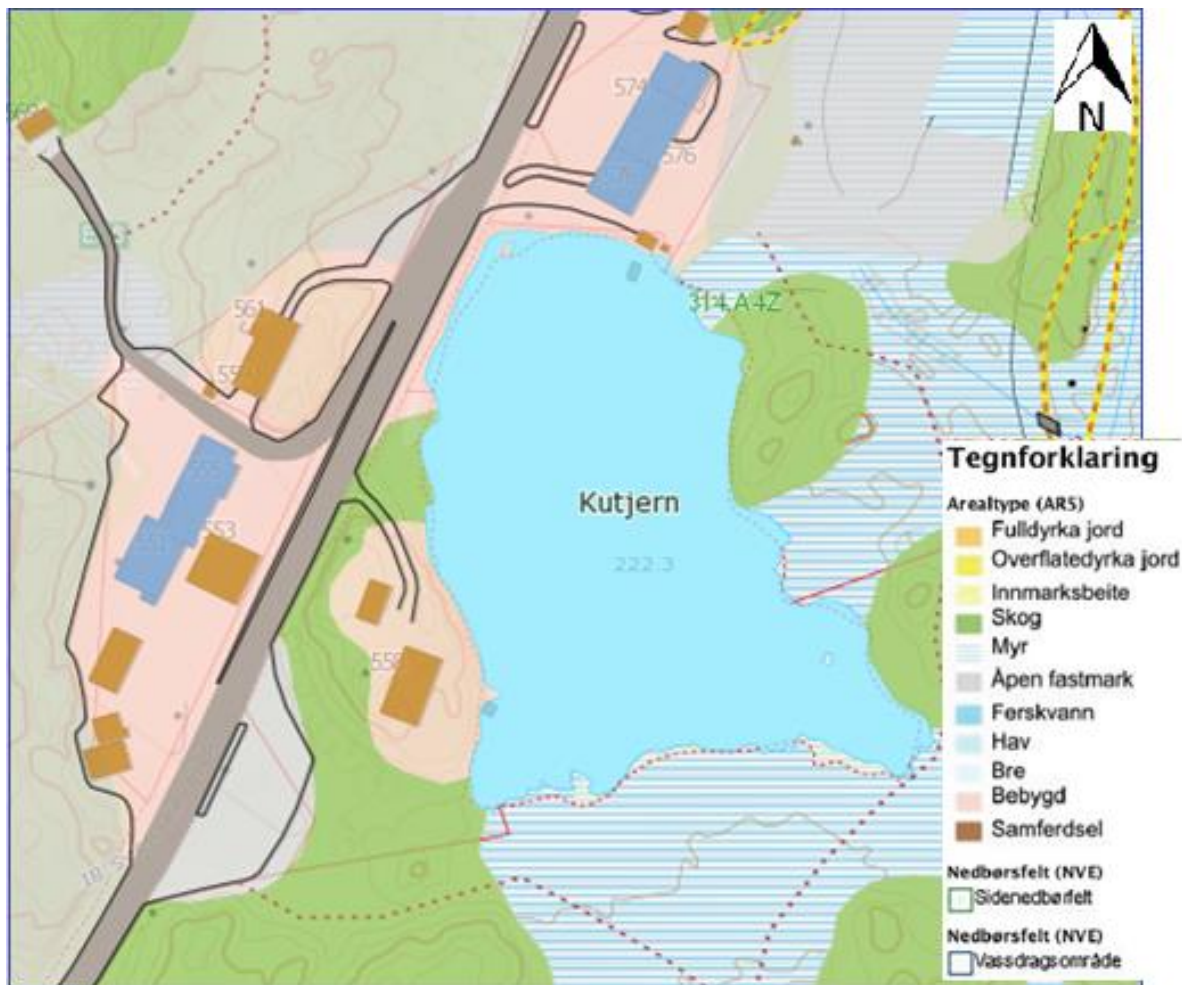 574
576
N
561
314.A4Z
553
Kutjern
222.3
558
Tegnforklaring
Arealtype (AR5)
Fulldyrka jord
Overflatedyrka jord
Innmarksbeite
Skog
Myr
Åpen fastmark
Ferskvann
Hav
Bre
Bebygd
Samferdsel
Nedbørsfelt (NVE)
Sidenedbørfelt
Nedbørsfelt (NVE)
Vassdragsområde